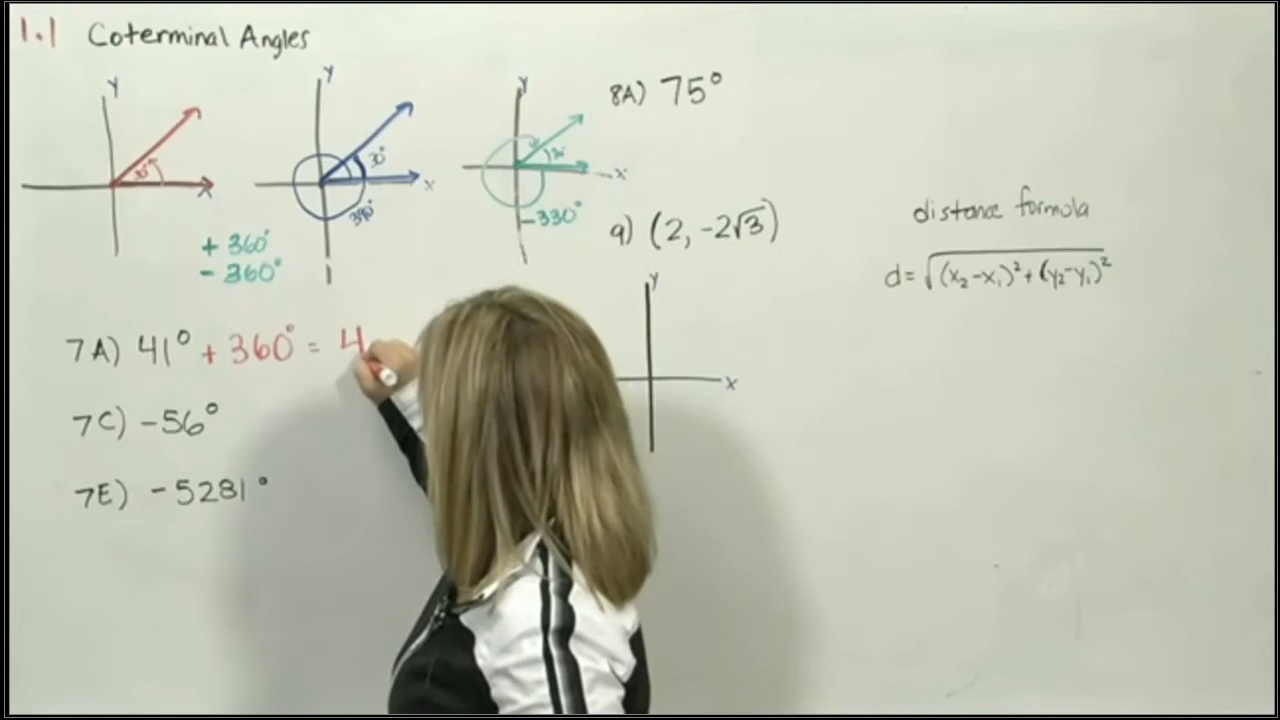 1.1 Coterminal Angles
y
x
30°
y
x
30°
390°
y
x
30°
-330°
+ 360°
- 360°
7A) 41° + 360° = 4
7C) -56°
7E) -5281°
8A) 75°
9) (2, -2√3)
y
x
distance formula
d = √(x₂-x₁)² + (y₂-y₁)²